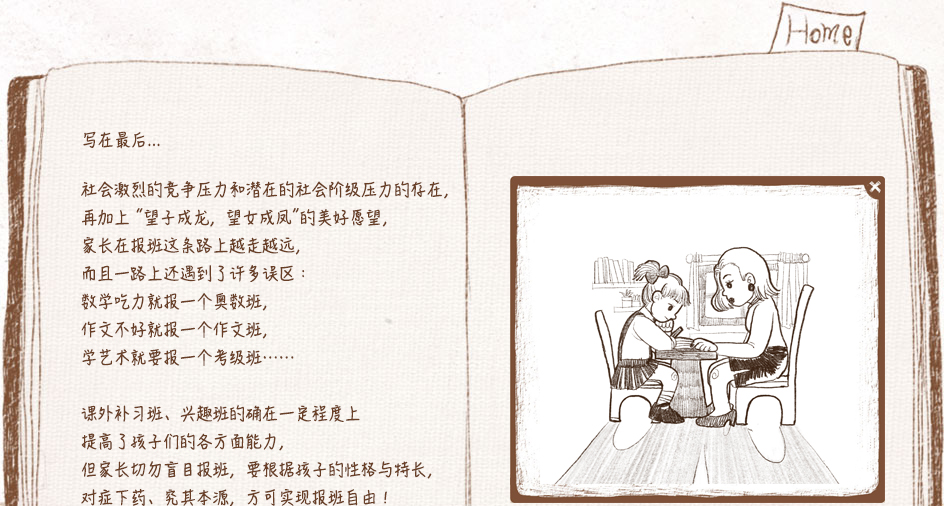 Home
写在最后...
社会激烈的竞争压力和潜在的社会阶级压力的存在,
再加上“望子成龙, 望女成凤”的美好愿望,
家长在报班这条路上越走越远,
而且一路上还遇到了许多误区：
数学吃力就报一个奥数班,
作文不好就报一个作文班,
学艺术就要报一个考级班……
课外补习班、兴趣班的确在一定程度上
提高了孩子们的各方面能力,
但家长切勿盲目报班, 要根据孩子的性格与特长,
对症下药、究其本源, 方可实现报班自由！